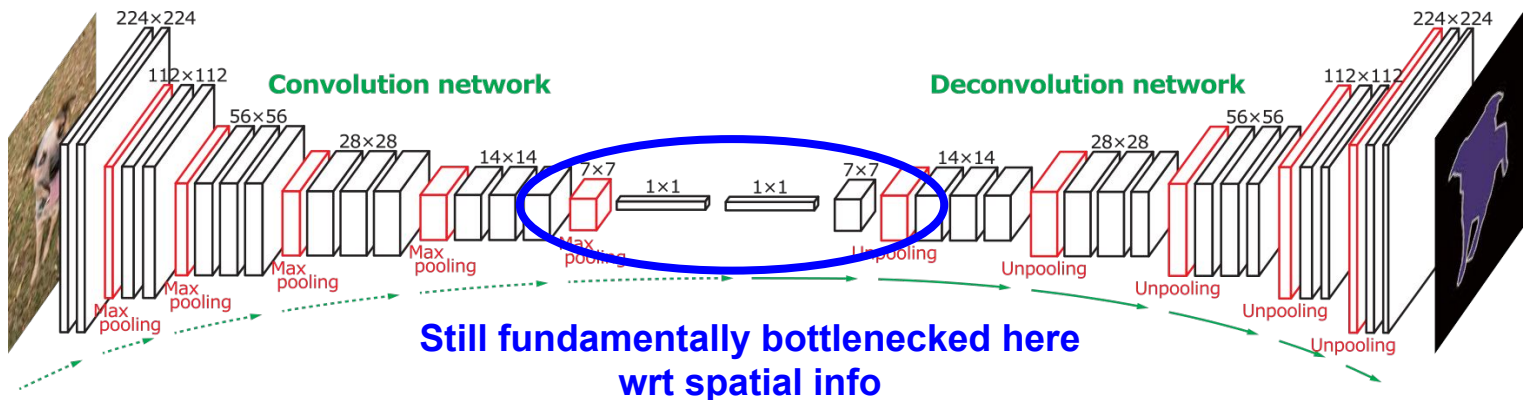 224×224
112×112
56×56
28×28
14×14
7×7
1×1
1×1
7×7
14×14
28×28
56×56
112×112
224×224
Convolution network
Deconvolution network
Max
pooling
Max
pooling
Max
pooling
Max
pooling
Max
pooling
Unpooling
Unpooling
Unpooling
Unpooling
Unpooling
Still fundamentally bottlenecked here
wrt spatial info